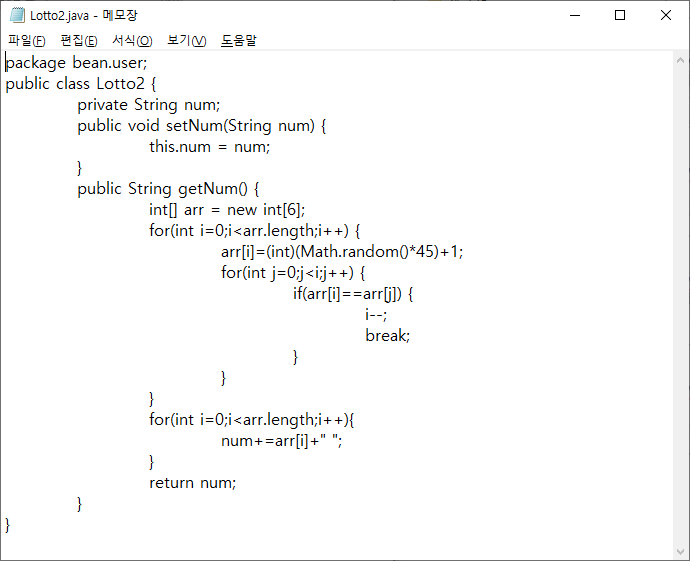 Lotto2.java - 메모장
파일(F) 편집(E) 서식(O) 보기(V) 도움말
package bean.user;
public class Lotto2 {
private String num;
public void setNum(String num) {
this.num = num;
}
public String getNum() {
int[] arr = new int[6];
for(int i=0;i<arr.length;i++) {
arr[i]=(int)(Math.random()*45)+1;
for(int j=0;j<i;j++) {
if(arr[i]==arr[j]) {
i--;
break;
}
}
}
for(int i=0;i<arr.length;i++){
num+=arr[i]+" ";
}
return num;
}
}